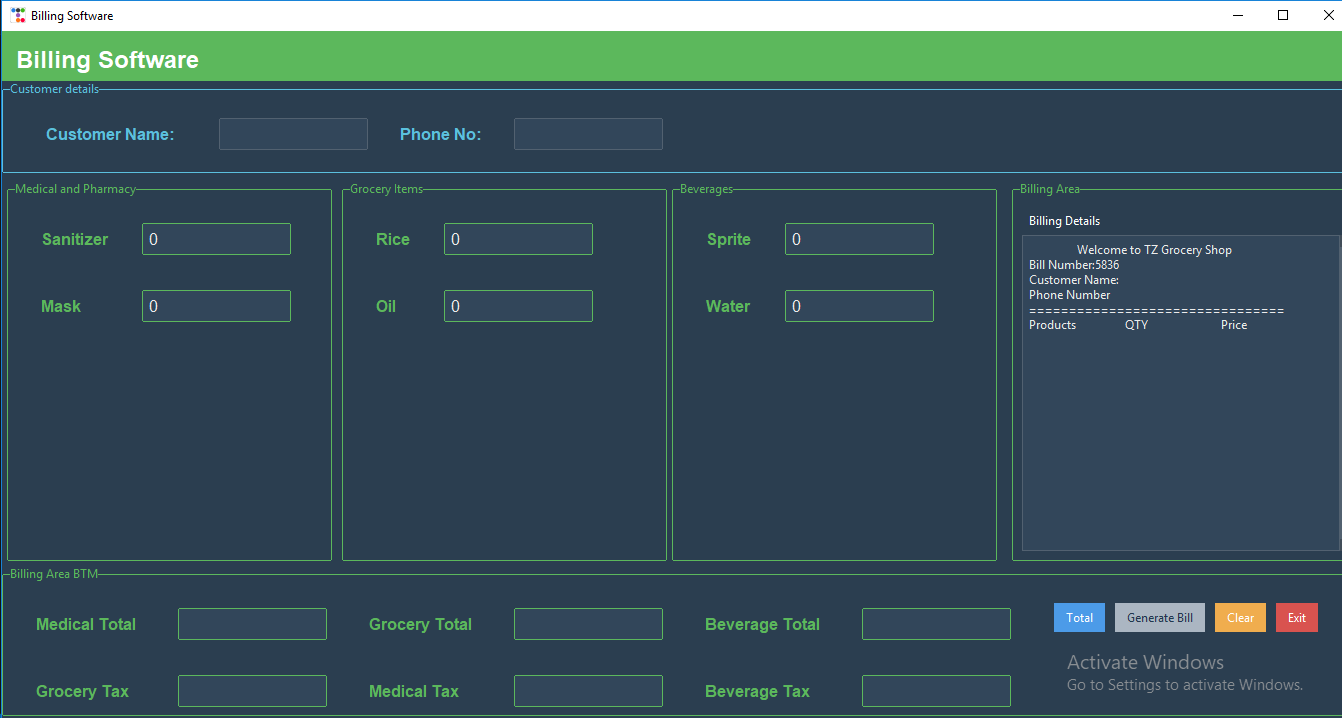 Billing Software
Billing Software
Customer details
Customer Name:
Phone No:
Medical and Pharmacy
Sanitizer 0
Mask 0
Grocery Items
Rice 0
Oil 0
Beverages
Sprite 0
Water 0
Billing Area
Billing Details
Welcome to TZ Grocery Shop
Bill Number:5836
Customer Name:
Phone Number
================================
Products QTY Price
Billing Area BTM
Medical Total
Grocery Total
Beverage Total
Grocery Tax
Medical Tax
Beverage Tax
Total
Generate Bill
Clear
Exit
Activate Windows
Go to Settings to activate Windows.